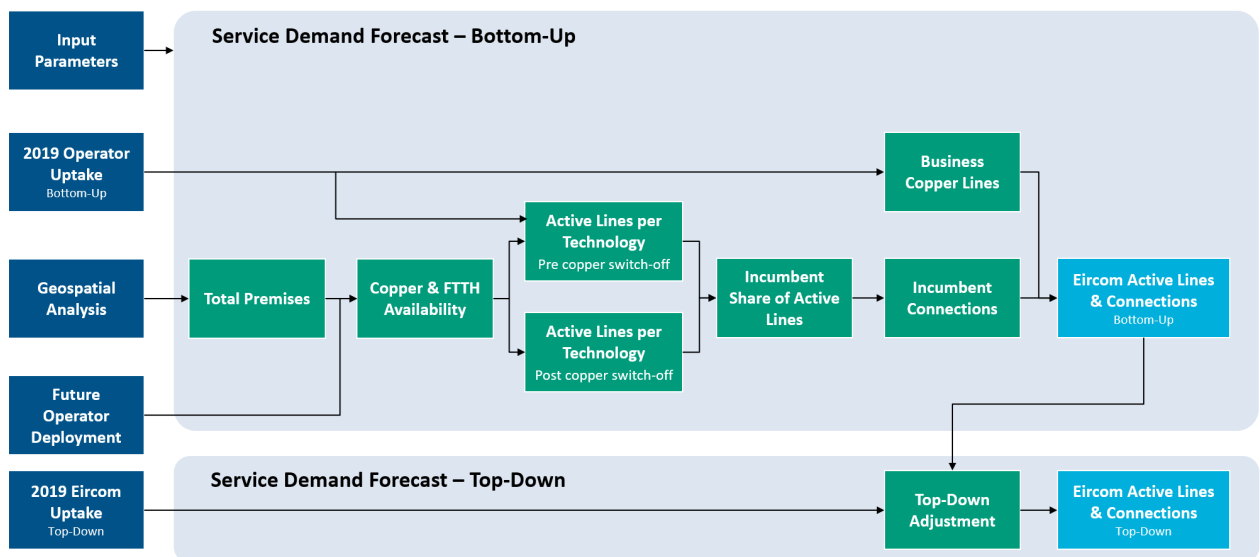 Service Demand Forecast – Bottom-Up
Input
Parameters
2019 Operator
Uptake
Bottom-Up
Business
Copper Lines
Active Lines per
Technology
Pre copper switch-off
Geospatial
Analysis
Total Premises
Copper & FTTH
Availability
Incumbent
Share of Active
Lines
Incumbent
Connections
Eircom Active Lines
& Connections
Bottom-Up
Active Lines per
Technology
Post copper switch-off
Future
Operator
Deployment
Service Demand Forecast – Top-Down
2019 Eircom
Uptake
Top-Down
Top-Down
Adjustment
Eircom Active Lines
& Connections
Top-Down